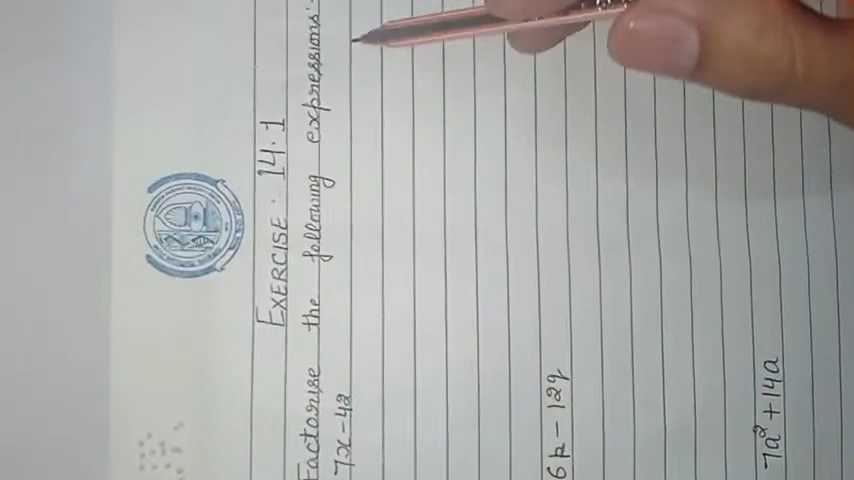 EXERCISE : 14.1
Factorise the following expressions:-
7x-42
6p-12q
7a²+14a